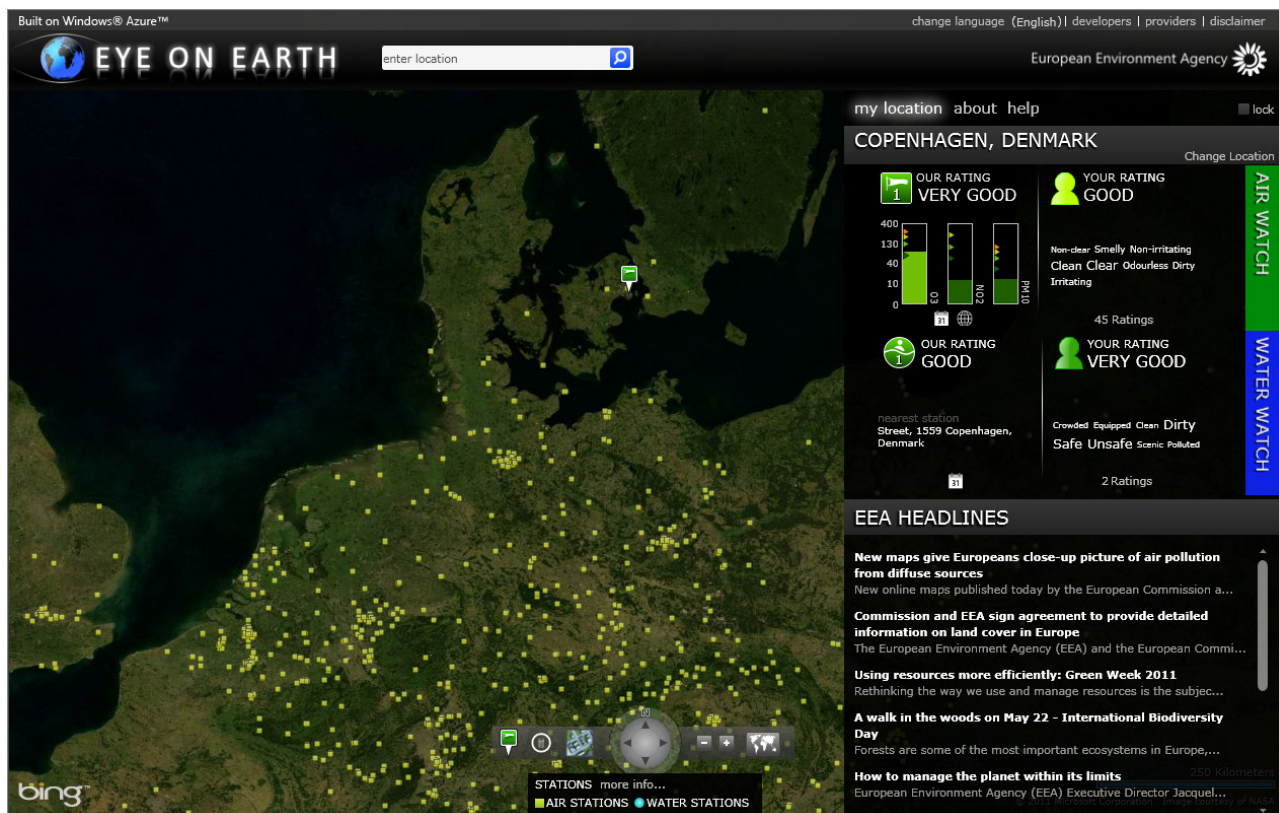 Built on Windows® Azure™
change language (English) | developers | providers | disclaimer
EYE ON EARTH
enter location
European Environment Agency
my location about help
lock
COPENHAGEN, DENMARK
Change Location
OUR RATING
VERY GOOD
1
YOUR RATING
GOOD
AIR WATCH
400
130
40
10
0
O3
NO2
PM10
Non-clear Smelly Non-irritating
Clean Clear Odourless Dirty
Irritating
31
45 Ratings
OUR RATING
GOOD
1
YOUR RATING
VERY GOOD
WATER WATCH
nearest station
Street, 1559 Copenhagen,
Denmark
Crowded Equipped Clean Dirty
Safe Unsafe Scenic Polluted
31
2 Ratings
EEA HEADLINES
New maps give Europeans close-up picture of air pollution
from diffuse sources
New online maps published today by the European Commission a...
Commission and EEA sign agreement to provide detailed
information on land cover in Europe
The European Environment Agency (EEA) and the European Commi...
Using resources more efficiently: Green Week 2011
Rethinking the way we use and manage resources is the subjec...
A walk in the woods on May 22 - International Biodiversity
Day
Forests are some of the most important ecosystems in Europe,...
How to manage the planet within its limits
European Environment Agency (EEA) Executive Director Jacquel...
250 Kilometers
© 2011 Microsoft Corporation Image courtesy of NASA
N
STATIONS more info...
AIR STATIONS WATER STATIONS
bing™